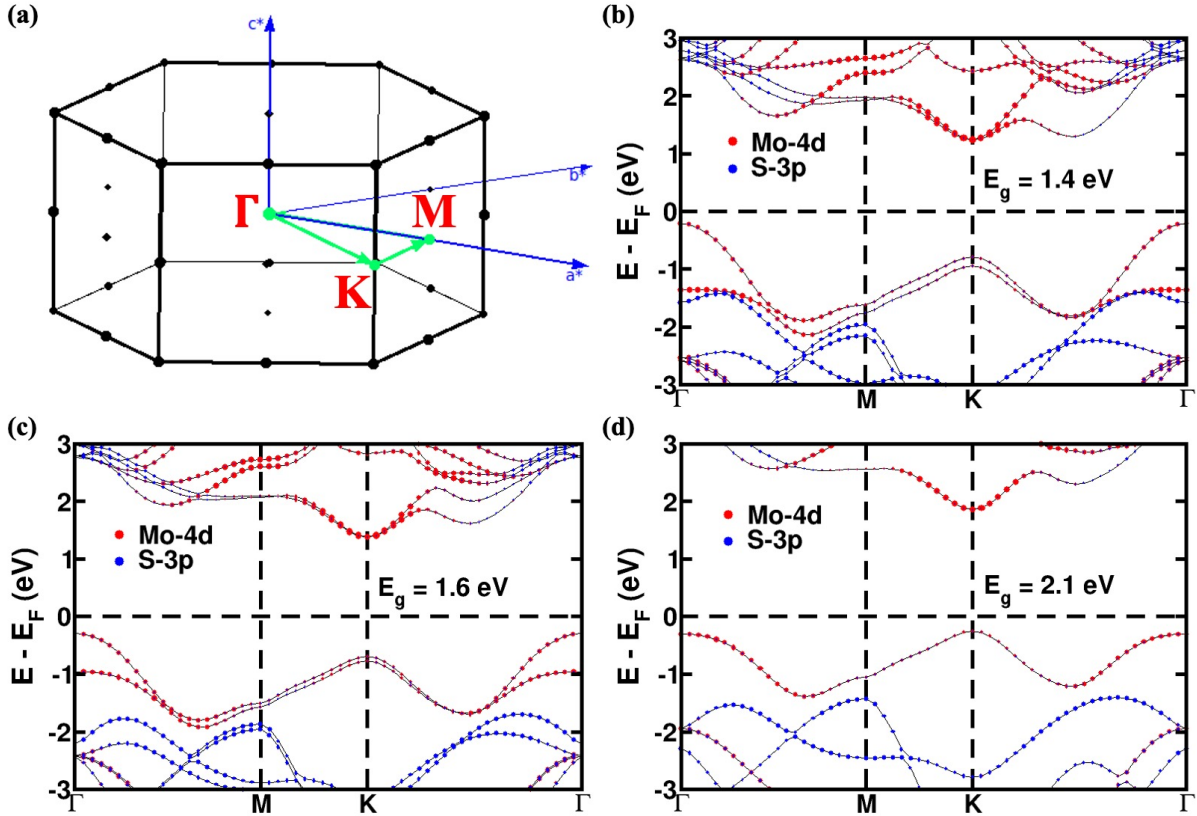 (a)
c*
b*
a*
Γ
M
K
(b)
3
2
1
0
-1
-2
-3
E - E_F (eV)
Mo-4d
S-3p
E_g = 1.4 eV
Γ M K Γ
(c)
3
2
1
0
-1
-2
-3
E - E_F (eV)
Mo-4d
S-3p
E_g = 1.6 eV
Γ M K Γ
(d)
3
2
1
0
-1
-2
-3
E - E_F (eV)
Mo-4d
S-3p
E_g = 2.1 eV
Γ M K Γ